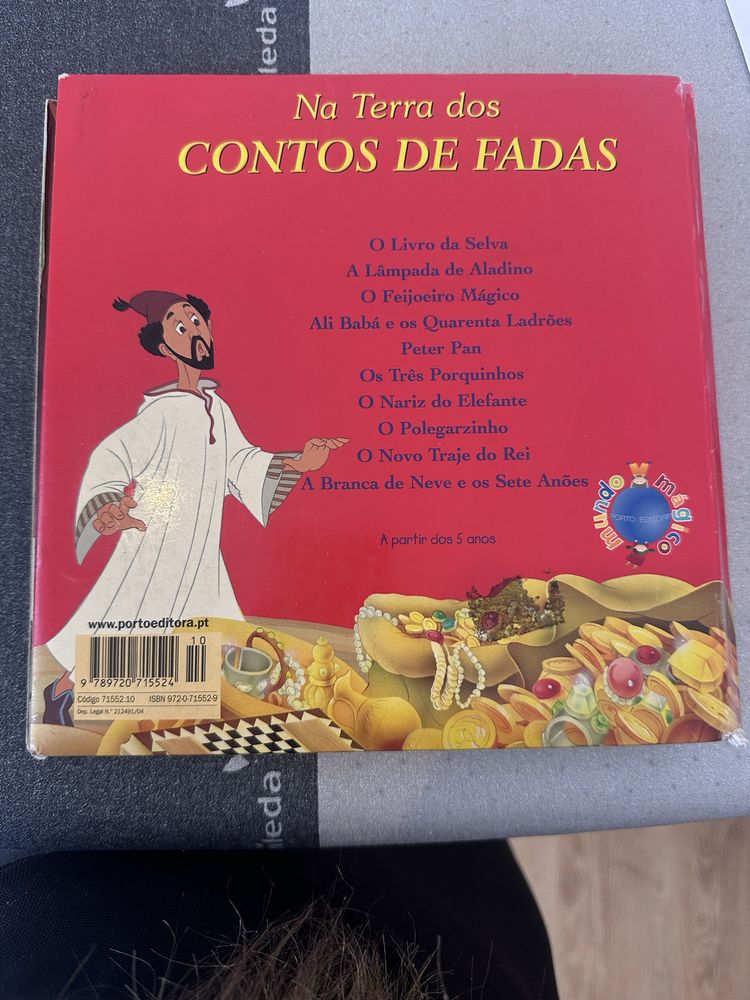 Na Terra dos
CONTOS DE FADAS
O Livro da Selva
A Lâmpada de Aladino
O Feijoeiro Mágico
Ali Babá e os Quarenta Ladrões
Peter Pan
Os Três Porquinhos
O Nariz do Elefante
O Polegarzinho
O Novo Traje do Rei
A Branca de Neve e os Sete Anões
mundo mágico
PORTO EDITORA
A partir dos 5 anos
www.portoeditora.pt
10
9 789720 715524
Código 71552.10 ISBN 972-0-71552-9
Dep. Legal N.º 212491/04